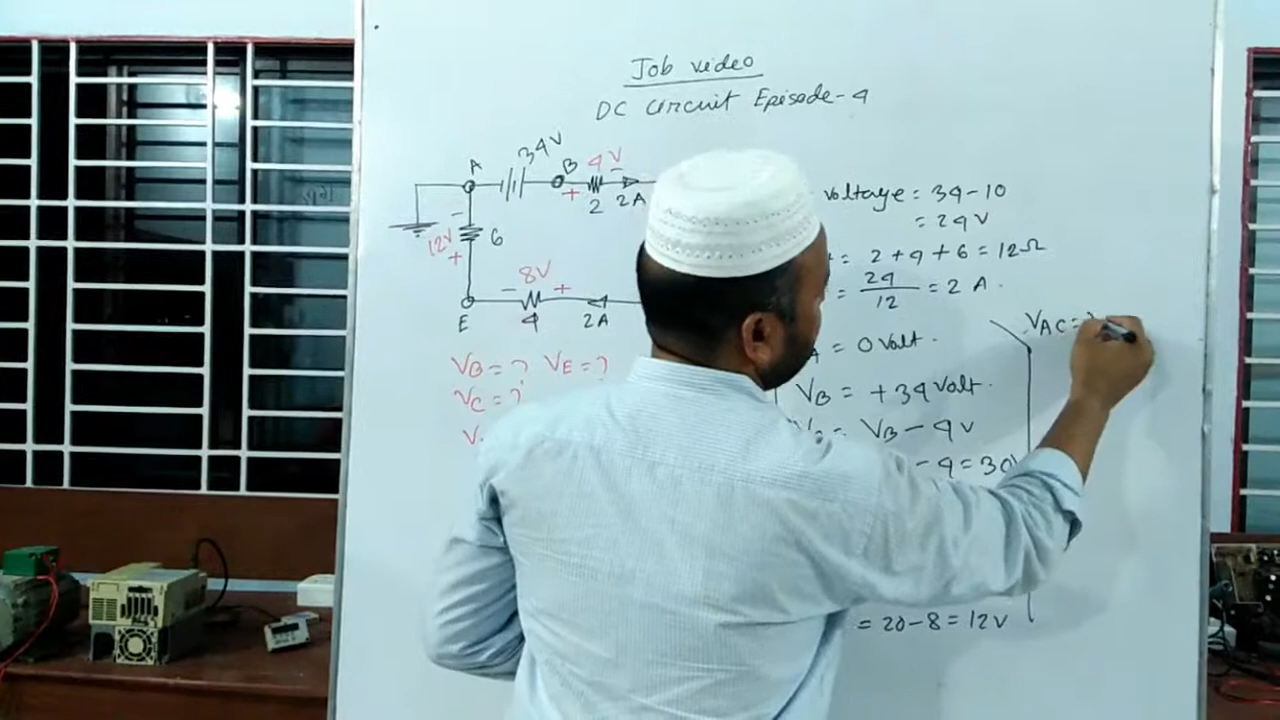 Job video
DC Circuit Episode-4
A 34V B 4V
+ 2 2A
- 12V + 6
- 8V +
E 4 2A
VB = ? VE = ?
VC = ?
V
voltage = 34-10
= 24V
= 2+4+6 = 12Ω
= 24/12 = 2 A.
A = 0 Volt.
VB = +34 Volt.
= VB - 4V
- 4 = 30
= 20-8 = 12V
VAC =